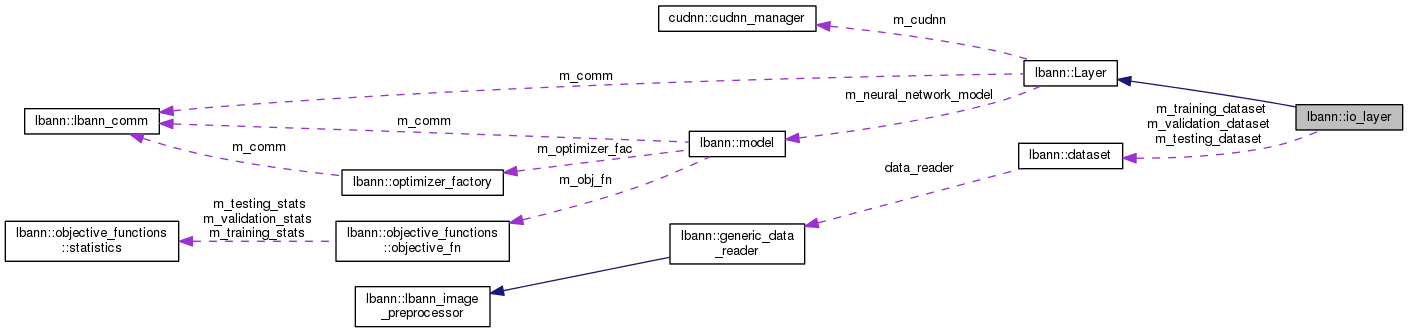 cudnn::cudnn_manager
m_cudnn
lbann::Layer
m_comm
m_neural_network_model
lbann::io_layer
lbann::lbann_comm
m_comm
m_training_dataset
m_validation_dataset
m_testing_dataset
lbann::model
lbann::dataset
m_comm
m_optimizer_fac
data_reader
lbann::optimizer_factory
m_obj_fn
m_testing_stats
m_validation_stats
m_training_stats
lbann::objective_functions
::statistics
lbann::objective_functions
::objective_fn
lbann::generic_data
_reader
lbann::lbann_image
_preprocessor